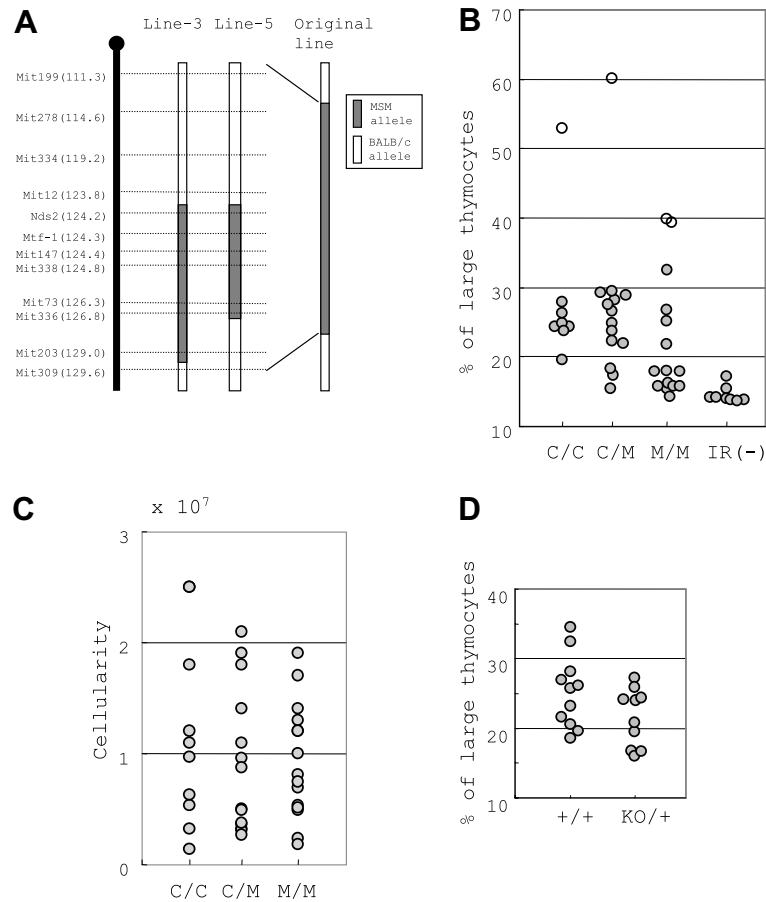 A
Line-3 Line-5 Original
line
Mit199(111.3)
Mit278(114.6)
Mit334(119.2)
Mit12(123.8)
Nds2(124.2)
Mtf-1(124.3)
Mit147(124.4)
Mit338(124.8)
Mit73(126.3)
Mit336(126.8)
Mit203(129.0)
Mit309(129.6)
MSM
allele
BALB/c
allele
B
% of large thymocytes
70
60
50
40
30
20
10
C/C C/M M/M IR(-)
C
x 10⁷
Cellularity
3
2
1
0
C/C C/M M/M
D
% of large thymocytes
40
30
20
10
+/+ KO/+